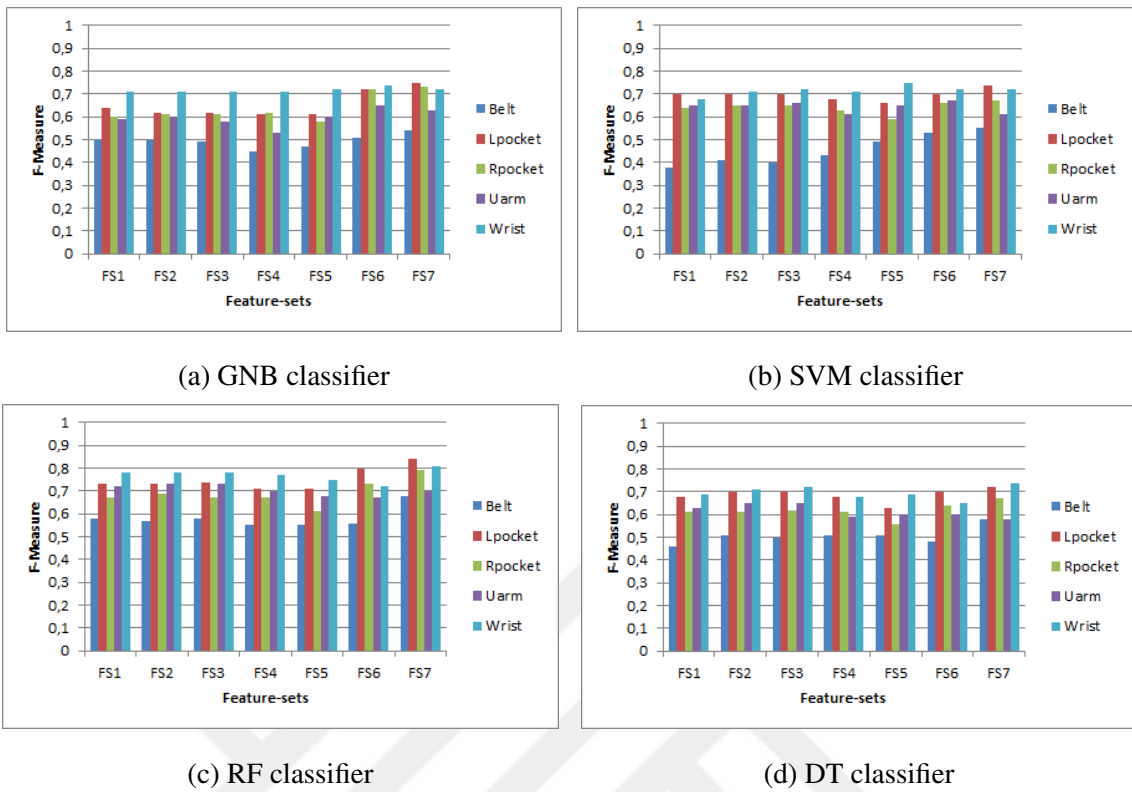 1
0,9
0,8
0,7
0,6
0,5
0,4
0,3
0,2
0,1
0
F-Measure
FS1 FS2 FS3 FS4 FS5 FS6 FS7
Feature-sets
Belt
Lpocket
Rpocket
Uarm
Wrist
(a) GNB classifier
1
0,9
0,8
0,7
0,6
0,5
0,4
0,3
0,2
0,1
0
F-Measure
FS1 FS2 FS3 FS4 FS5 FS6 FS7
Feature-sets
Belt
Lpocket
Rpocket
Uarm
Wrist
(b) SVM classifier
1
0,9
0,8
0,7
0,6
0,5
0,4
0,3
0,2
0,1
0
F-Measure
FS1 FS2 FS3 FS4 FS5 FS6 FS7
Feature-sets
Belt
Lpocket
Rpocket
Uarm
Wrist
(c) RF classifier
1
0,9
0,8
0,7
0,6
0,5
0,4
0,3
0,2
0,1
0
F-Measure
FS1 FS2 FS3 FS4 FS5 FS6 FS7
Feature-sets
Belt
Lpocket
Rpocket
Uarm
Wrist
(d) DT classifier